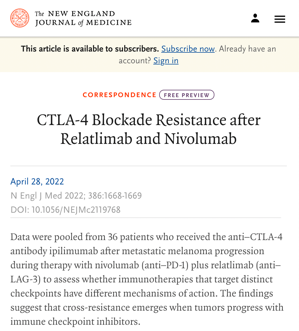 The NEW ENGLAND
JOURNAL of MEDICINE
This article is available to subscribers. Subscribe now. Already have an
account? Sign in
CORRESPONDENCE FREE PREVIEW
CTLA-4 Blockade Resistance after
Relatlimab and Nivolumab
April 28, 2022
N Engl J Med 2022; 386:1668-1669
DOI: 10.1056/NEJMc2119768
Data were pooled from 36 patients who received the anti–CTLA-4
antibody ipilimumab after metastatic melanoma progression
during therapy with nivolumab (anti–PD-1) plus relatlimab (anti–
LAG-3) to assess whether immunotherapies that target distinct
checkpoints have different mechanisms of action. The findings
suggest that cross-resistance emerges when tumors progress with
immune checkpoint inhibitors.